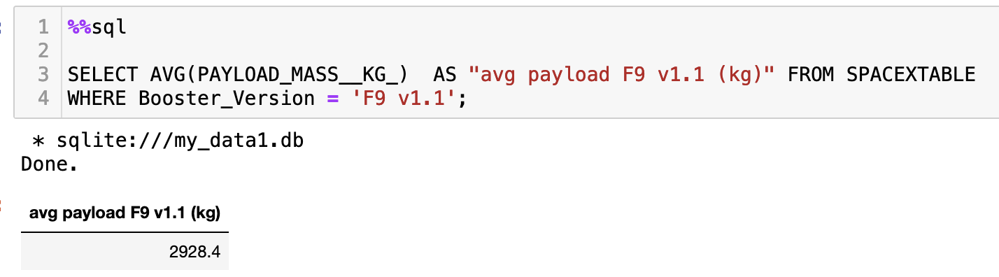 1 %%sql
2
3 SELECT AVG(PAYLOAD_MASS__KG_)  AS "avg payload F9 v1.1 (kg)" FROM SPACEXTABLE
4 WHERE Booster_Version = 'F9 v1.1';
* sqlite:///my_data1.db
Done.
avg payload F9 v1.1 (kg)
2928.4